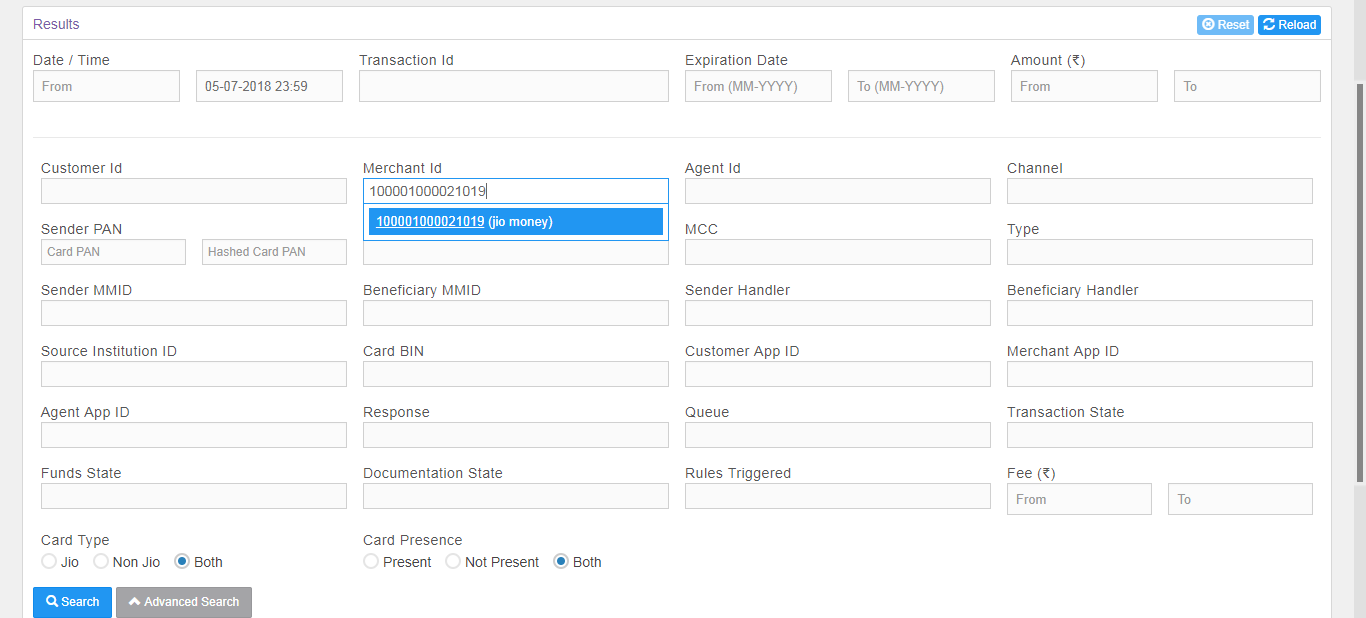 Results
Reset
Reload
Date / Time
Transaction Id
Expiration Date
Amount (₹)
From
05-07-2018 23:59
From (MM-YYYY)
To (MM-YYYY)
From
To
Customer Id
Merchant Id
Agent Id
Channel
100001000021019
100001000021019 (jio money)
Sender PAN
MCC
Type
Card PAN
Hashed Card PAN
Sender MMID
Beneficiary MMID
Sender Handler
Beneficiary Handler
Source Institution ID
Card BIN
Customer App ID
Merchant App ID
Agent App ID
Response
Queue
Transaction State
Funds State
Documentation State
Rules Triggered
Fee (₹)
From
To
Card Type
Card Presence
Jio
Non Jio
Both
Present
Not Present
Both
Search
Advanced Search